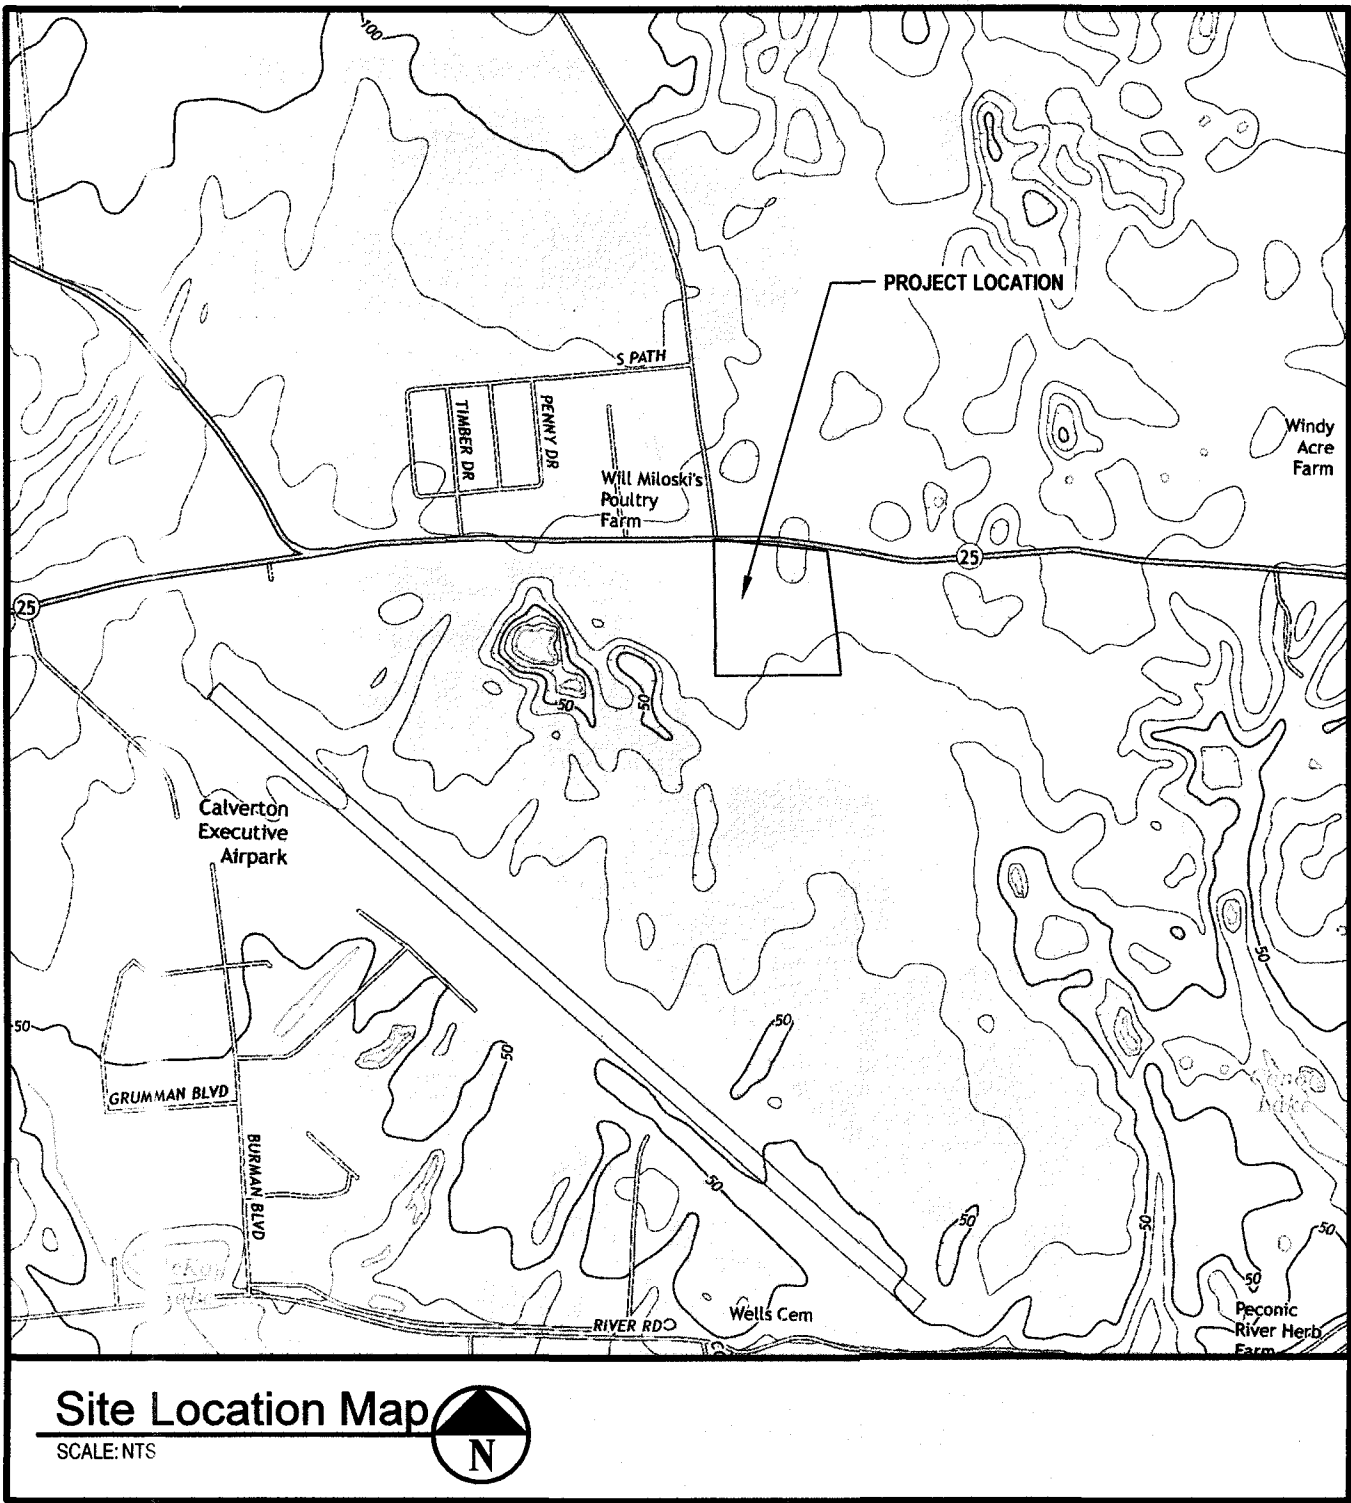 100
PROJECT LOCATION
S PATH
TIMBER DR
PENNY DR
Windy
Acre
Farm
Will Miloski's
Poultry
Farm
25
25
50
50
Calverton
Executive
Airpark
50
50
50
50
GRUMMAN BLVD
Lake
BURMAN BLVD
50
50
50
50
50
Peconic
River Herb
Farm
Wells Cem
RIVER RD
Site Location Map
N
SCALE: NTS